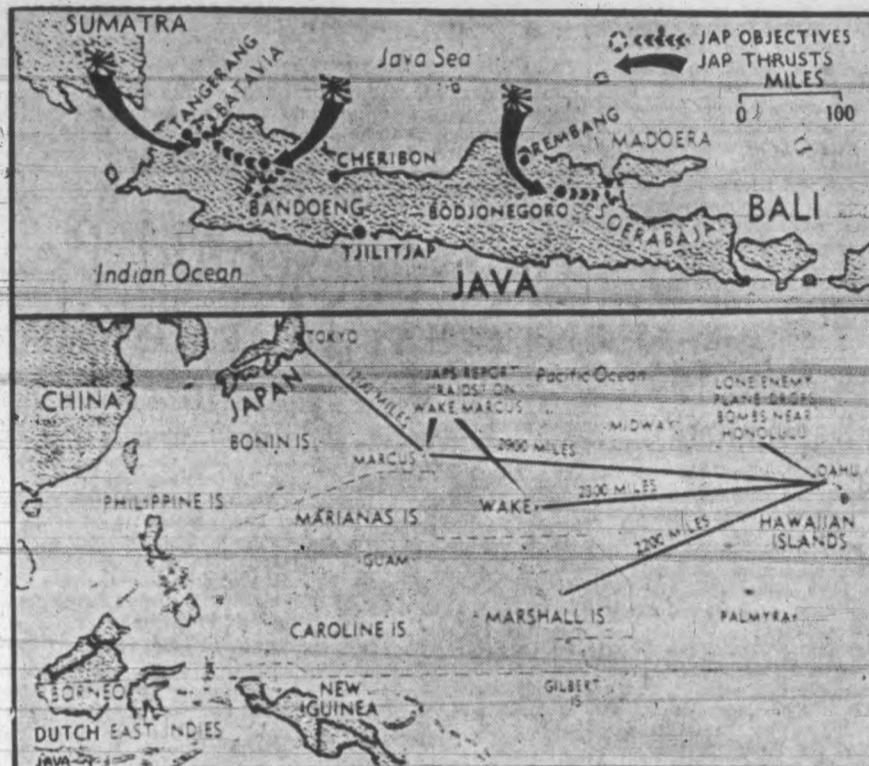 SUMATRA
Java Sea
JAP OBJECTIVES
JAP THRUSTS
MILES
0 100
TANGERANG
BATAVIA
CHERIBON
REMBANG
MADOERA
BANDOENG
BODJONEGORO
SOERABAJA
BALI
TJILITJAP
Indian Ocean
JAVA
TOKYO
JAPAN
CHINA
MILES
JAPS REPORT
RAIDS ON
WAKE MARCUS
Pacific Ocean
LONE ENEMY
PLANE DROPS
BOMBS NEAR
HONOLULU
BONIN IS.
MIDWAY
MARCUS
2900 MILES
OAHU
PHILIPPINE IS
MARIANAS IS
WAKE
2300 MILES
HAWAIIAN
ISLANDS
GUAM
2200 MILES
CAROLINE IS
MARSHALL IS
PALMYRA
BORNEO
NEW
GUINEA
GILBERT
IS
DUTCH EAST INDIES
JAVA